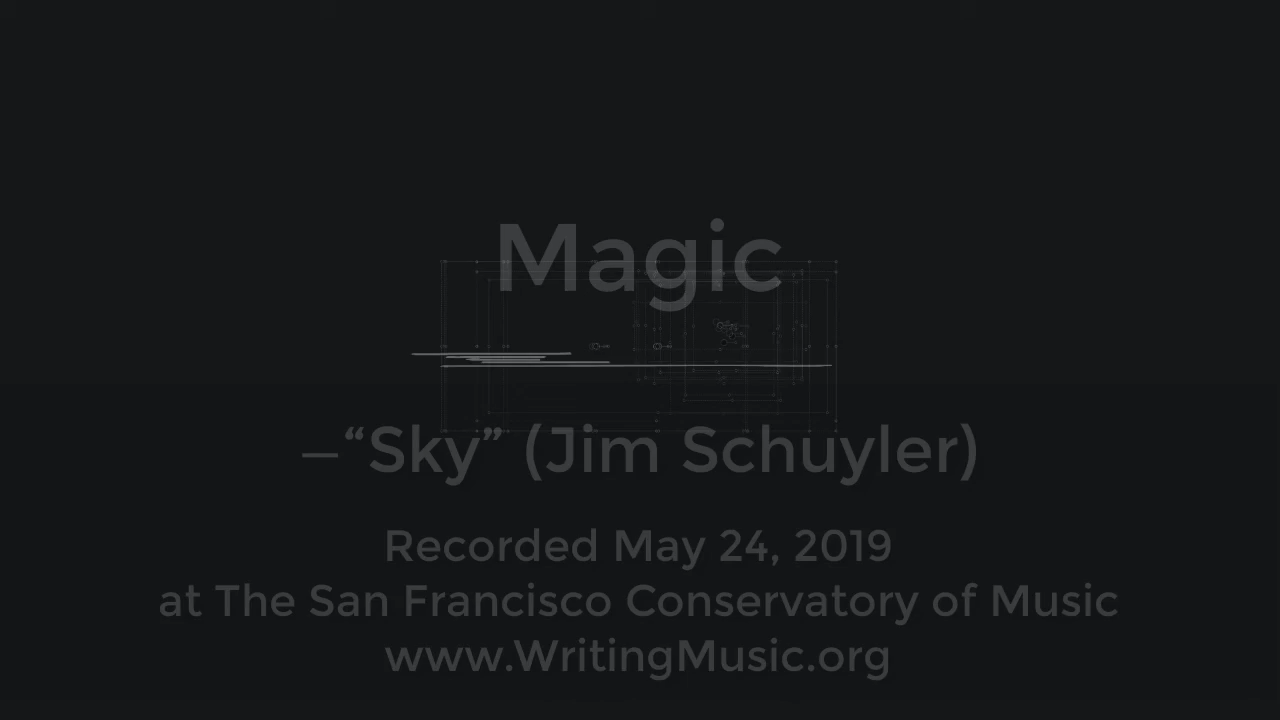 Magic
—“Sky” (Jim Schuyler)
Recorded May 24, 2019
at The San Francisco Conservatory of Music
www.WritingMusic.org